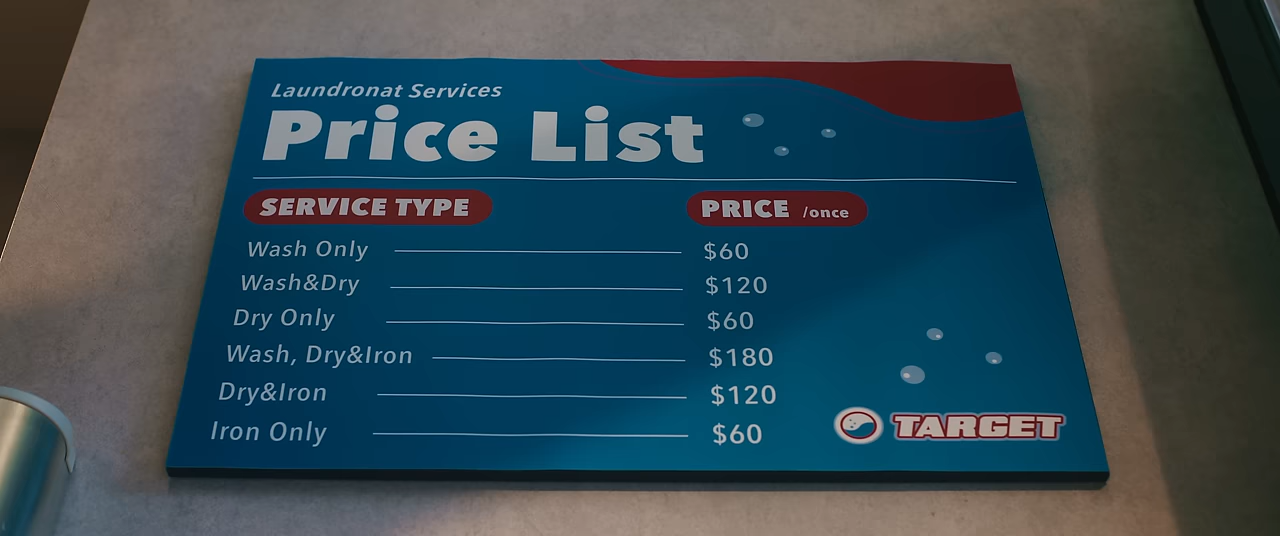 Laundronat Services
Price List
SERVICE TYPE PRICE /once
Wash Only $60
Wash&Dry $120
Dry Only $60
Wash, Dry&Iron $180
Dry&Iron $120
Iron Only $60
TARGET